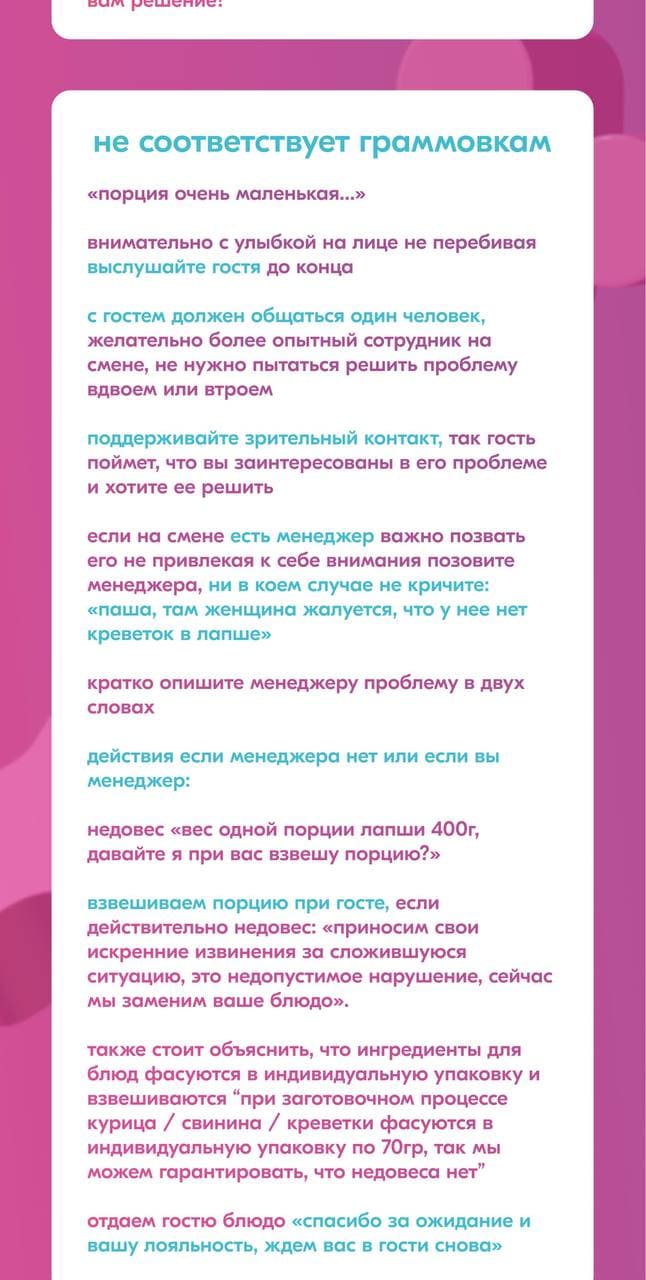 вам решение!
не соответствует граммовкам
«порция очень маленькая...»
внимательно с улыбкой на лице не перебивая
выслушайте гостя до конца
с гостем должен общаться один человек,
желательно более опытный сотрудник на
смене, не нужно пытаться решить проблему
вдвоем или втроем
поддерживайте зрительный контакт, так гость
поймет, что вы заинтересованы в его проблеме
и хотите ее решить
если на смене есть менеджер важно позвать
его не привлекая к себе внимания позовите
менеджера, ни в коем случае не кричите:
«паша, там женщина жалуется, что у нее нет
креветок в лапше»
кратко опишите менеджеру проблему в двух
словах
действия если менеджера нет или если вы
менеджер:
недовес «вес одной порции лапши 400г,
давайте я при вас взвешу порцию?»
взвешиваем порцию при госте, если
действительно недовес: «приносим свои
искренние извинения за сложившуюся
ситуацию, это недопустимое нарушение, сейчас
мы заменим ваше блюдо».
также стоит объяснить, что ингредиенты для
блюд фасуются в индивидуальную упаковку и
взвешиваются “при заготовочном процессе
курица / свинина / креветки фасуются в
индивидуальную упаковку по 70гр, так мы
можем гарантировать, что недовеса нет”
отдаем гостю блюдо «спасибо за ожидание и
вашу лояльность, ждем вас в гости снова»